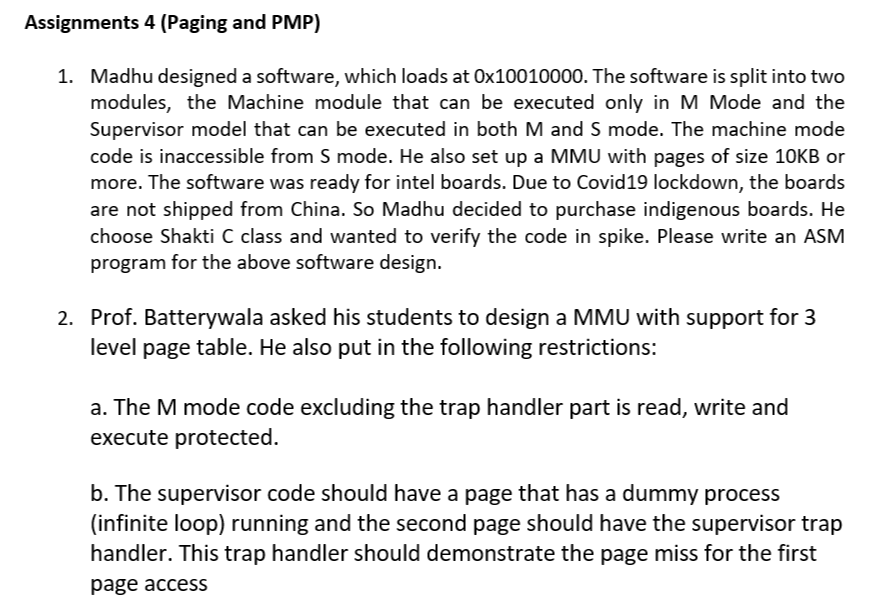 Assignments 4 (Paging and PMP)
1. Madhu designed a software, which loads at 0x10010000. The software is split into two
modules, the Machine module that can be executed only in M Mode and the
Supervisor model that can be executed in both M and S mode. The machine mode
code is inaccessible from S mode. He also set up a MMU with pages of size 10KB or
more. The software was ready for intel boards. Due to Covid19 lockdown, the boards
are not shipped from China. So Madhu decided to purchase indigenous boards. He
choose Shakti C class and wanted to verify the code in spike. Please write an ASM
program for the above software design.
2. Prof. Batterywala asked his students to design a MMU with support for 3
level page table. He also put in the following restrictions:
a. The M mode code excluding the trap handler part is read, write and
execute protected.
b. The supervisor code should have a page that has a dummy process
(infinite loop) running and the second page should have the supervisor trap
handler. This trap handler should demonstrate the page miss for the first
page access